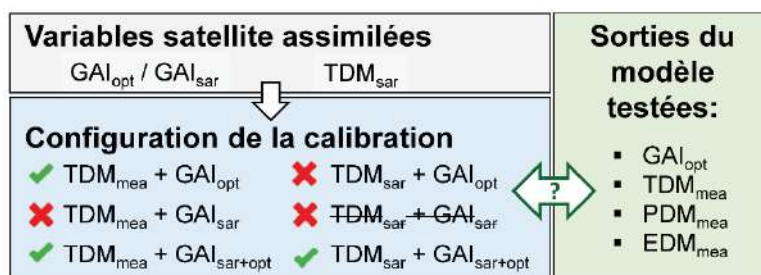 Variables satellite assimilées
GAIopt / GAIsar TDMsar
Configuration de la calibration
✔ TDMmea + GAIopt ✖ TDMsar + GAIopt
✖ TDMmea + GAIsar ✖ TDMsar + GAIsar
✔ TDMmea + GAIsar+opt ✔ TDMsar + GAIsar+opt
?
Sorties du
modèle
testées:
▪ GAIopt
▪ TDMmea
▪ PDMmea
▪ EDMmea